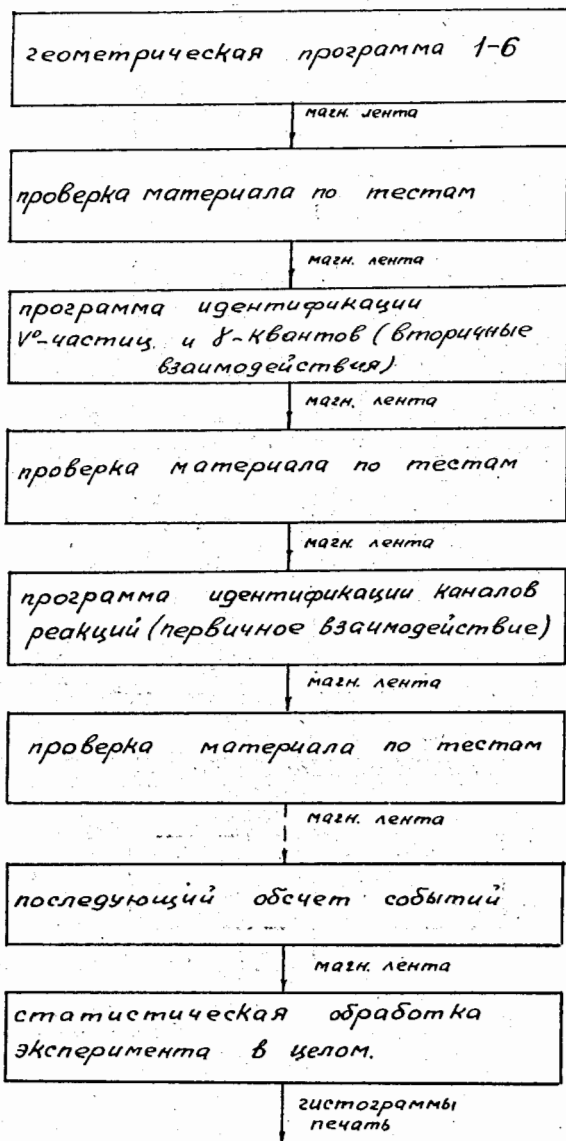 геометрическая программа 1-6
магн. лента
проверка материала по тестам
магн. лента
программа идентификации
V°-частиц и γ-квантов (вторичные
взаимодействия)
магн. лента
проверка материала по тестам
магн. лента
программа идентификации каналов
реакций (первичное взаимодействие)
магн. лента
проверка материала по тестам
магн. лента
последующий обсчет событий
магн. лента
статистическая обработка
эксперимента в целом.
гистограммы
печать